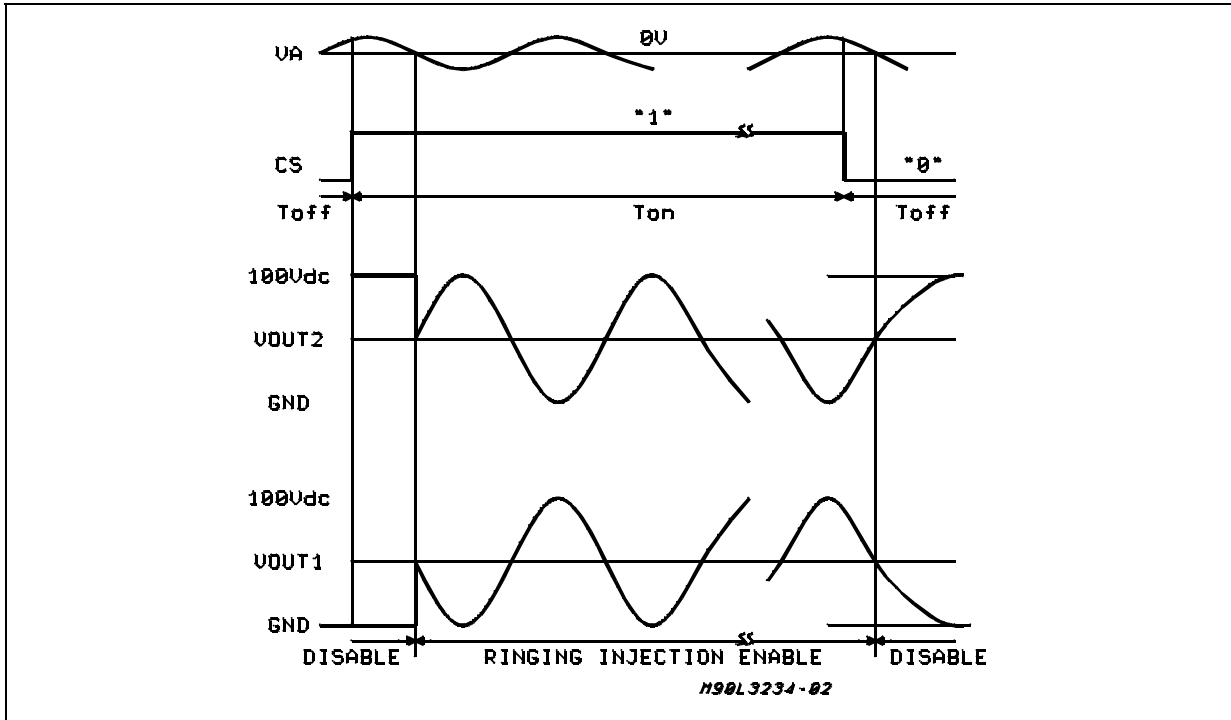 0V
VA
"1"
CS
"0"
Toff
Ton
Toff
100Vdc
VOUT2
GND
100Vdc
VOUT1
GND
DISABLE
RINGING INJECTION ENABLE
DISABLE
M90L3234-02